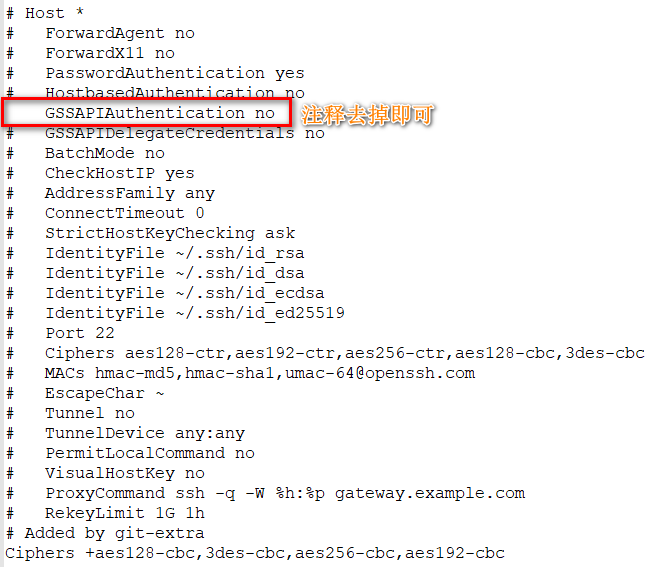 # Host *
#   ForwardAgent no
#   ForwardX11 no
#   PasswordAuthentication yes
#   HostbasedAuthentication no
#   GSSAPIAuthentication no 注释去掉即可
#   GSSAPIDelegateCredentials no
#   BatchMode no
#   CheckHostIP yes
#   AddressFamily any
#   ConnectTimeout 0
#   StrictHostKeyChecking ask
#   IdentityFile ~/.ssh/id_rsa
#   IdentityFile ~/.ssh/id_dsa
#   IdentityFile ~/.ssh/id_ecdsa
#   IdentityFile ~/.ssh/id_ed25519
#   Port 22
#   Ciphers aes128-ctr,aes192-ctr,aes256-ctr,aes128-cbc,3des-cbc
#   MACs hmac-md5,hmac-sha1,umac-64@openssh.com
#   EscapeChar ~
#   Tunnel no
#   TunnelDevice any:any
#   PermitLocalCommand no
#   VisualHostKey no
#   ProxyCommand ssh -q -W %h:%p gateway.example.com
#   RekeyLimit 1G 1h
# Added by git-extra
Ciphers +aes128-cbc,3des-cbc,aes256-cbc,aes192-cbc